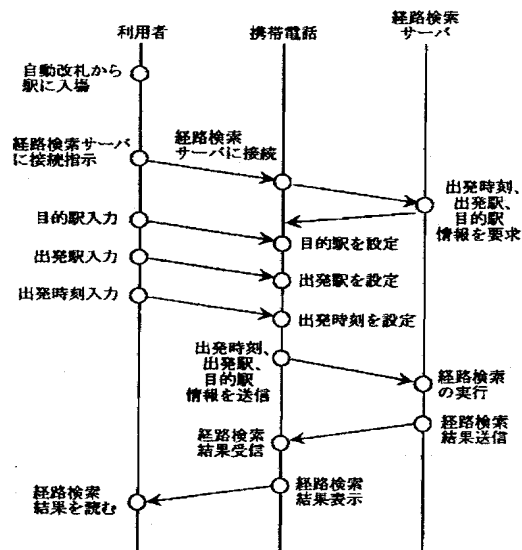 利用者
携帯電話
経路検索
サーバ
自動改札から
駅に入場
経路検索サーバ
に接続指示
経路検索
サーバに接続
出発時刻、
出発駅、
目的駅
情報を要求
目的駅入力
目的駅を設定
出発駅入力
出発駅を設定
出発時刻入力
出発時刻を設定
出発時刻、
出発駅、
目的駅
情報を送信
経路検索
の実行
経路検索
結果送信
経路検索
結果受信
経路検索
結果表示
経路検索
結果を読む